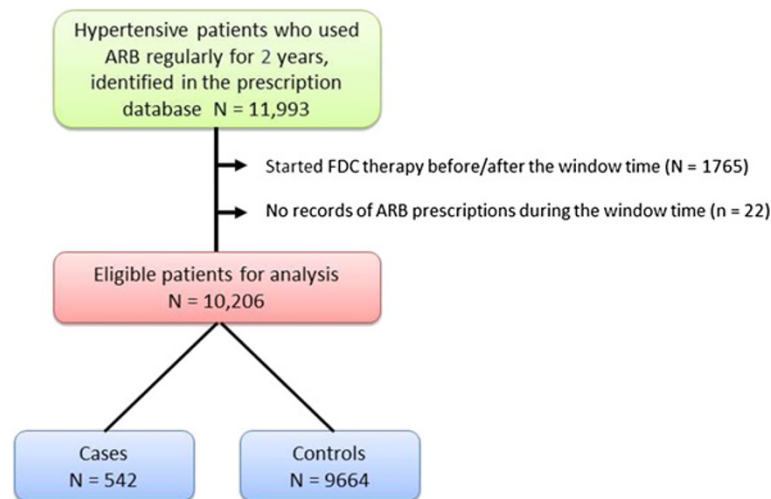 Hypertensive patients who used
ARB regularly for 2 years,
identified in the prescription
database N = 11,993
Started FDC therapy before/after the window time (N = 1765)
No records of ARB prescriptions during the window time (n = 22)
Eligible patients for analysis
N = 10,206
Cases
N = 542
Controls
N = 9664